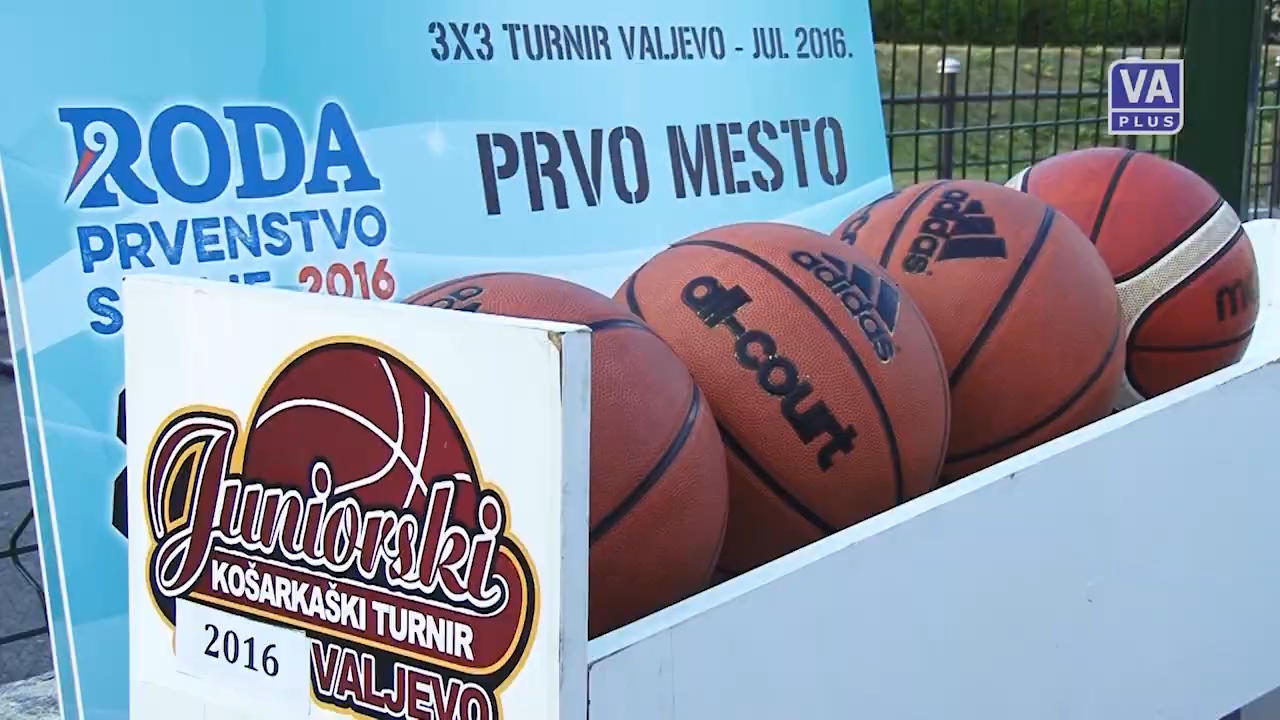 3X3 TURNIR VALJEVO - JUL 2016.
VA
PLUS
RODA
PRVENSTVO
2016
PRVO MESTO
all-court
adidas
adidas
Juniorski
KOŠARKAŠKI TURNIR
2016
VALJEVO